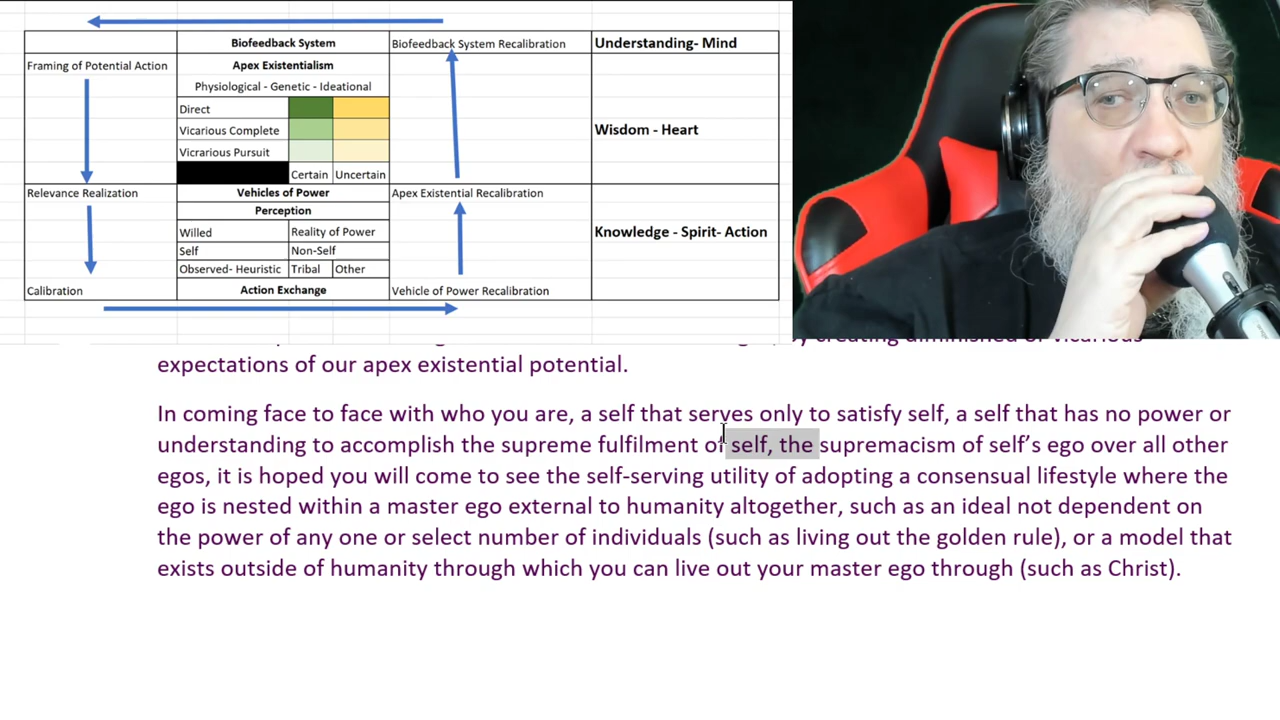 Biofeedback System Biofeedback System Recalibration Understanding- Mind
Framing of Potential Action Apex Existentialism
Physiological - Genetic - Ideational
Direct
Vicarious Complete Wisdom - Heart
Vicrarious Pursuit
Certain Uncertain
Relevance Realization Vehicles of Power Apex Existential Recalibration
Perception
Willed Reality of Power Knowledge - Spirit- Action
Self Non-Self
Observed- Heuristic Tribal Other
Calibration Action Exchange Vehicle of Power Recalibration
expectations of our apex existential potential.
In coming face to face with who you are, a self that serves only to satisfy self, a self that has no power or
understanding to accomplish the supreme fulfilment of self, the supremacism of self's ego over all other
egos, it is hoped you will come to see the self-serving utility of adopting a consensual lifestyle where the
ego is nested within a master ego external to humanity altogether, such as an ideal not dependent on
the power of any one or select number of individuals (such as living out the golden rule), or a model that
exists outside of humanity through which you can live out your master ego through (such as Christ).